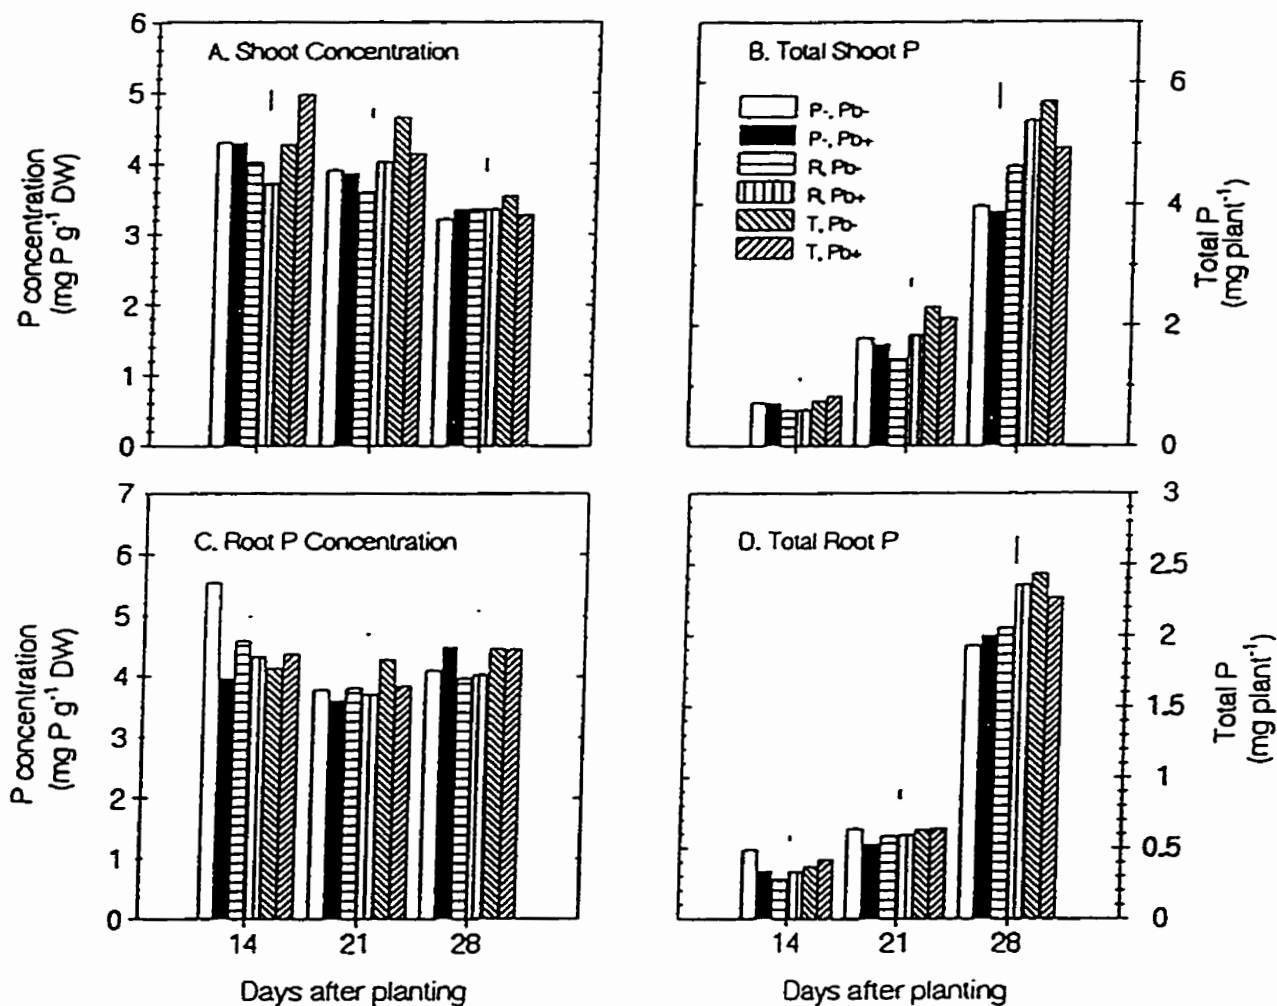 A. Shoot Concentration
6
5
4
3
2
1
0
P concentration
(mg P g⁻¹ DW)
B. Total Shoot P
P-, Pb-
P-, Pb+
R, Pb-
R, Pb+
T, Pb-
T, Pb+
6
4
2
0
Total P
(mg plant⁻¹)
C. Root P Concentration
7
6
5
4
3
2
1
0
P concentration
(mg P g⁻¹ DW)
14 21 28
Days after planting
D. Total Root P
3
2.5
2
1.5
1
0.5
0
Total P
(mg plant⁻¹)
14 21 28
Days after planting